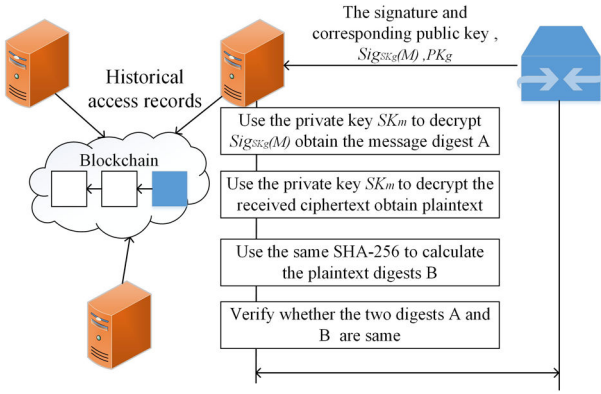 The signature and
corresponding public key ,
SigSKg(M) ,PKg
Historical
access records
Blockchain
Use the private key SKm to decrypt
SigSKg(M) obtain the message digest A
Use the private key SKm to decrypt the
received ciphertext obtain plaintext
Use the same SHA-256 to calculate
the plaintext digests B
Verify whether the two digests A and
B are same